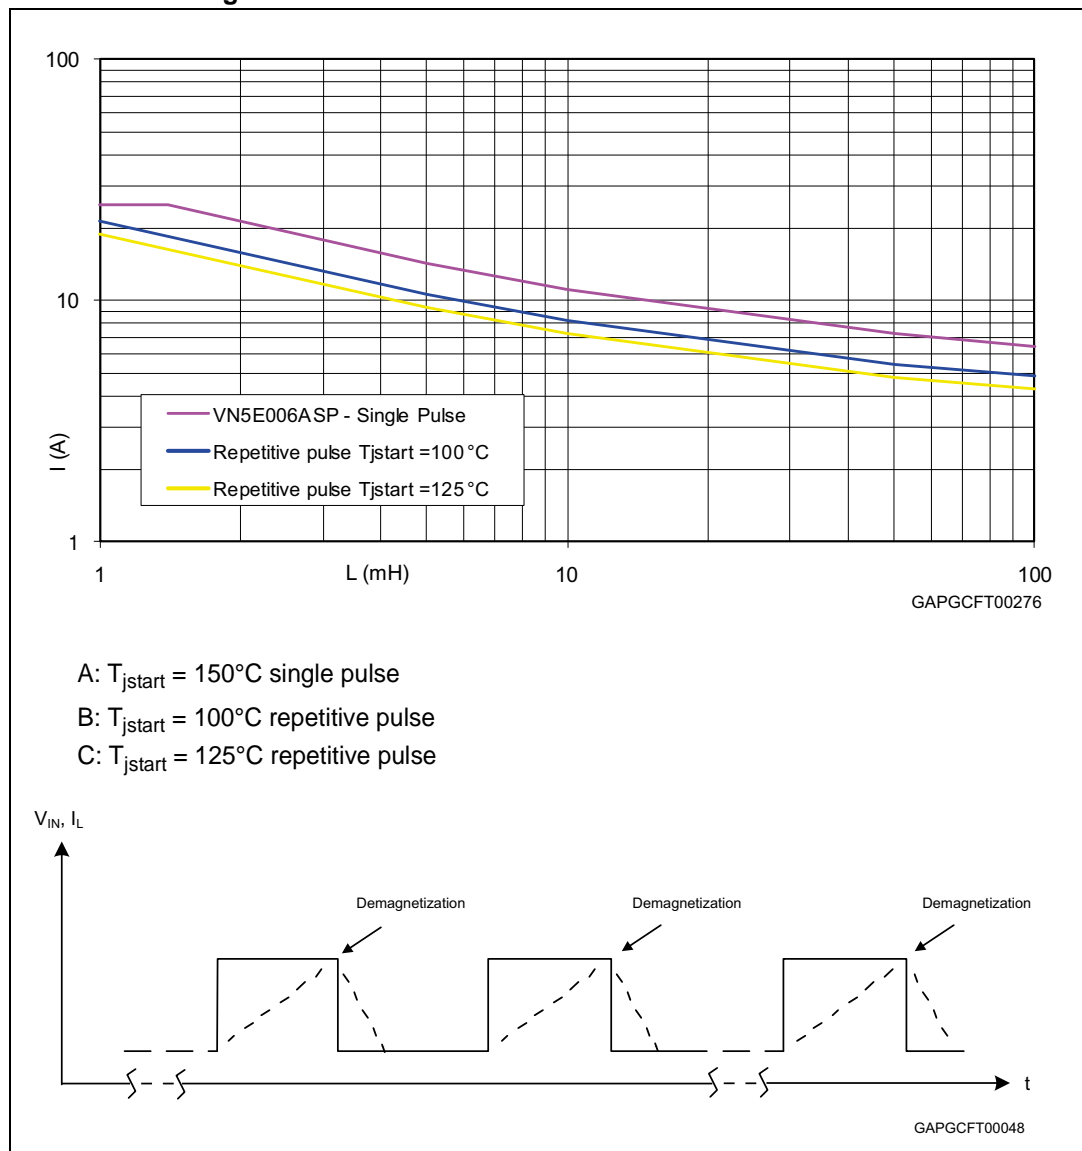 100
10
1
I (A)
VN5E006ASP - Single Pulse
Repetitive pulse Tjstart =100°C
Repetitive pulse Tjstart =125°C
1
L (mH)
10
100
GAPGCFT00276
A: Tjstart = 150°C single pulse
B: Tjstart = 100°C repetitive pulse
C: Tjstart = 125°C repetitive pulse
VIN, IL
Demagnetization
Demagnetization
Demagnetization
t
GAPGCFT00048